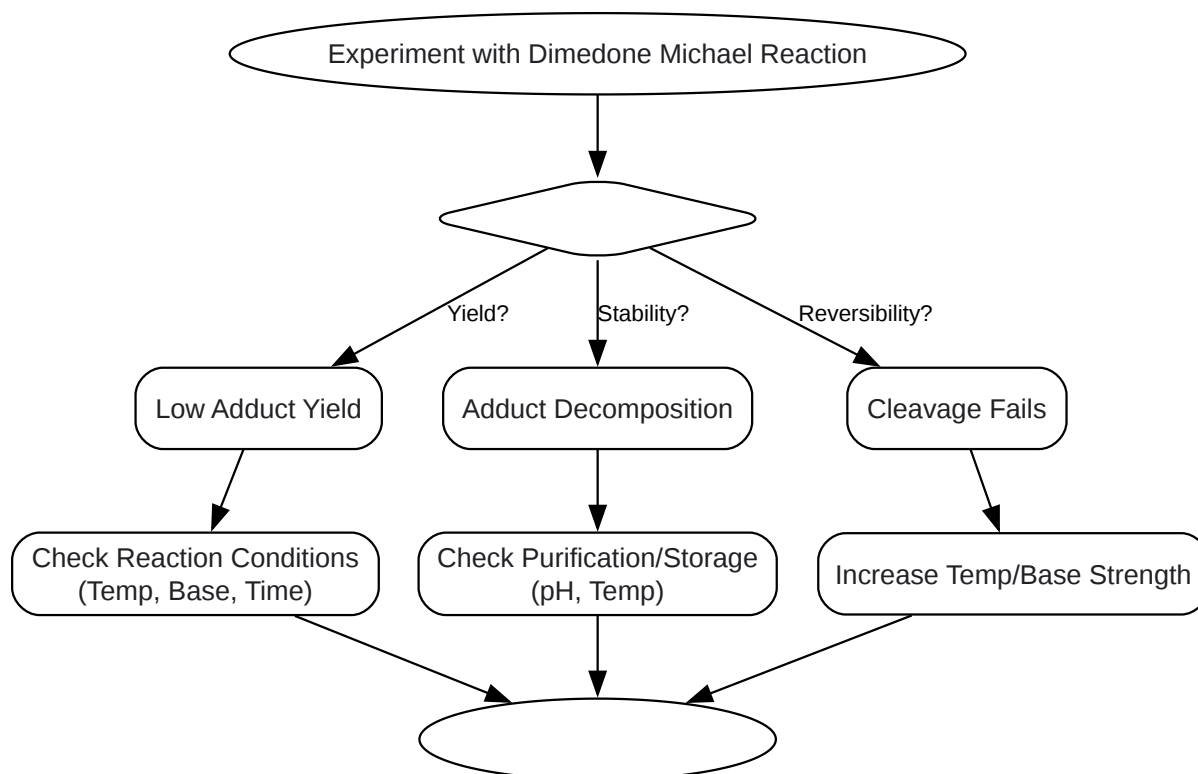 Experiment with Dimedone Michael Reaction
Yield?
Stability?
Reversibility?
Low Adduct Yield
Adduct Decomposition
Cleavage Fails
Check Reaction Conditions
(Temp, Base, Time)
Check Purification/Storage
(pH, Temp)
Increase Temp/Base Strength